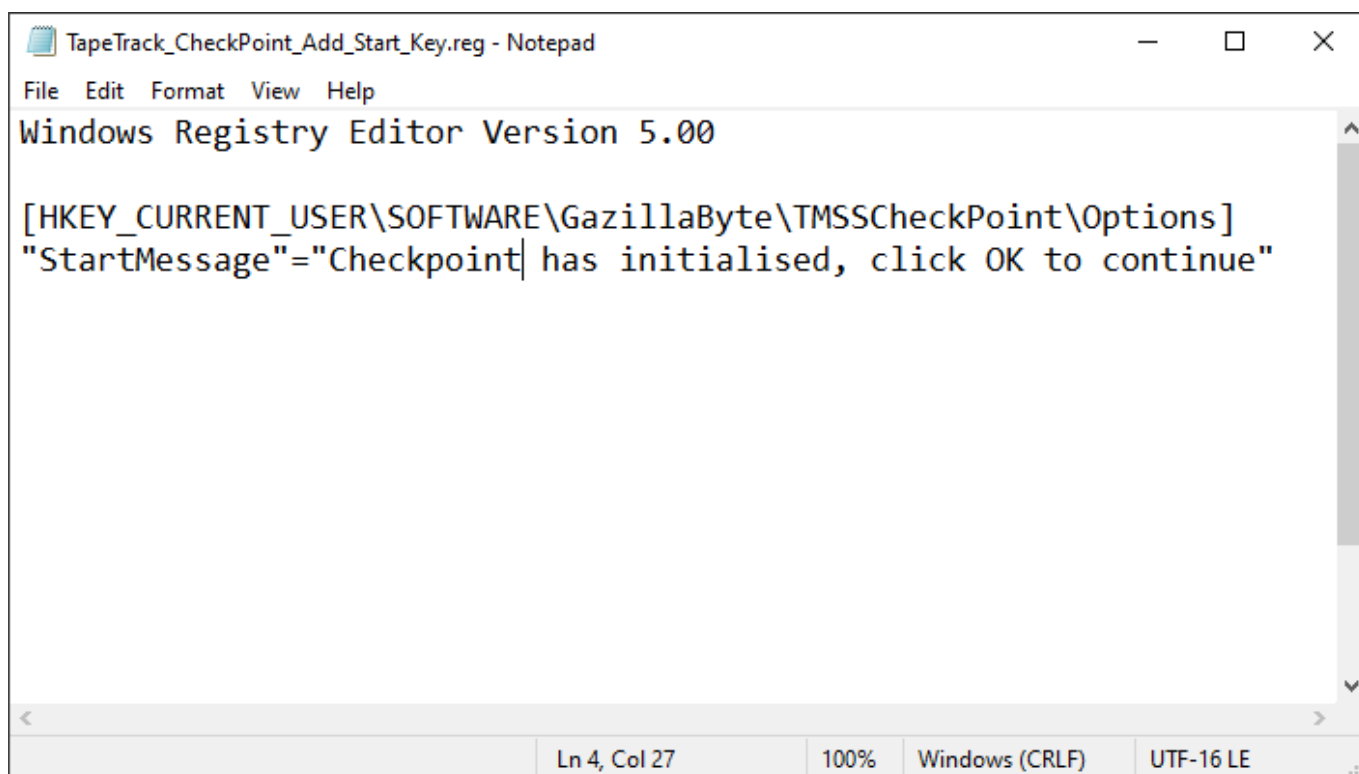 TapeTrack_CheckPoint_Add_Start_Key.reg - Notepad
File Edit Format View Help
Windows Registry Editor Version 5.00
[HKEY_CURRENT_USER\SOFTWARE\GazillaByte\TMSSCheckPoint\Options]
"StartMessage"="Checkpoint has initialised, click OK to continue"
Ln 4, Col 27 100% Windows (CRLF) UTF-16 LE